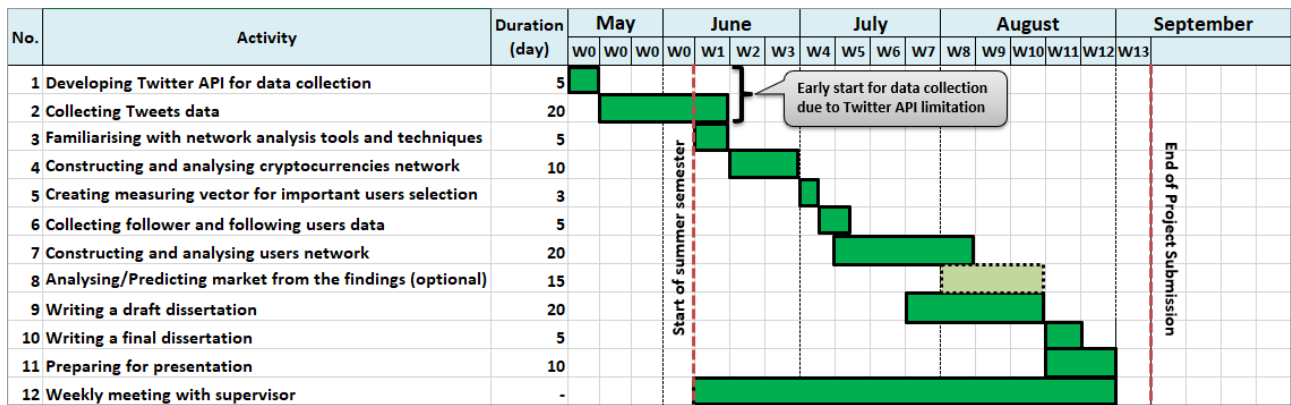 No. Activity Duration (day) May June July August September
W0 W0 W0 W0 W1 W2 W3 W4 W5 W6 W7 W8 W9 W10 W11 W12 W13
1 Developing Twitter API for data collection 5
2 Collecting Tweets data 20
Early start for data collection
due to Twitter API limitation
3 Familiarising with network analysis tools and techniques 5
4 Constructing and analysing cryptocurrencies network 10
5 Creating measuring vector for important users selection 3
6 Collecting follower and following users data 5
7 Constructing and analysing users network 20
8 Analysing/Predicting market from the findings (optional) 15
9 Writing a draft dissertation 20
10 Writing a final dissertation 5
11 Preparing for presentation 10
12 Weekly meeting with supervisor -
Start of summer semester
End of Project Submission